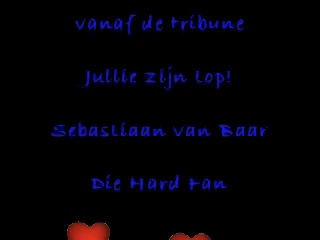 vanaf de tribune
Jullie zijn top!
Sebastiaan van Baar
Die Hard Fan